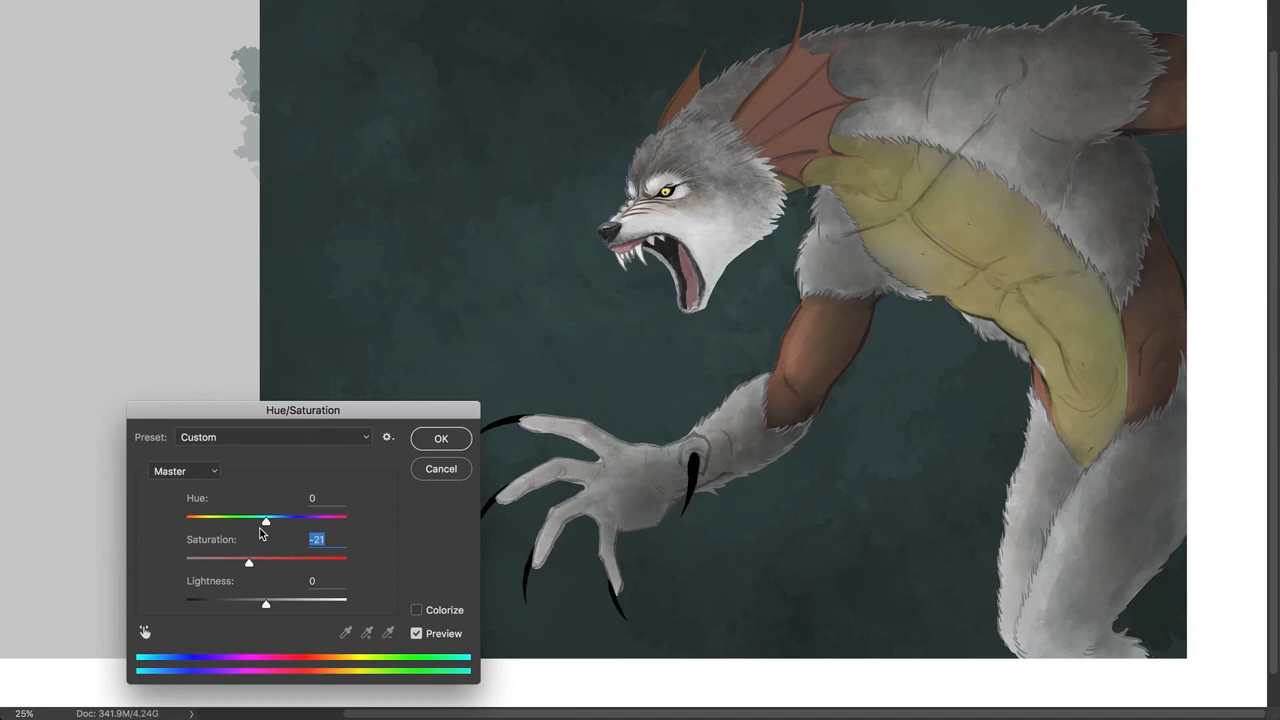 Hue/Saturation
Preset: Custom
OK
Master
Cancel
Hue: 0
Saturation: -21
Lightness: 0
Colorize
Preview
25% Doc: 341.9M/4.24G